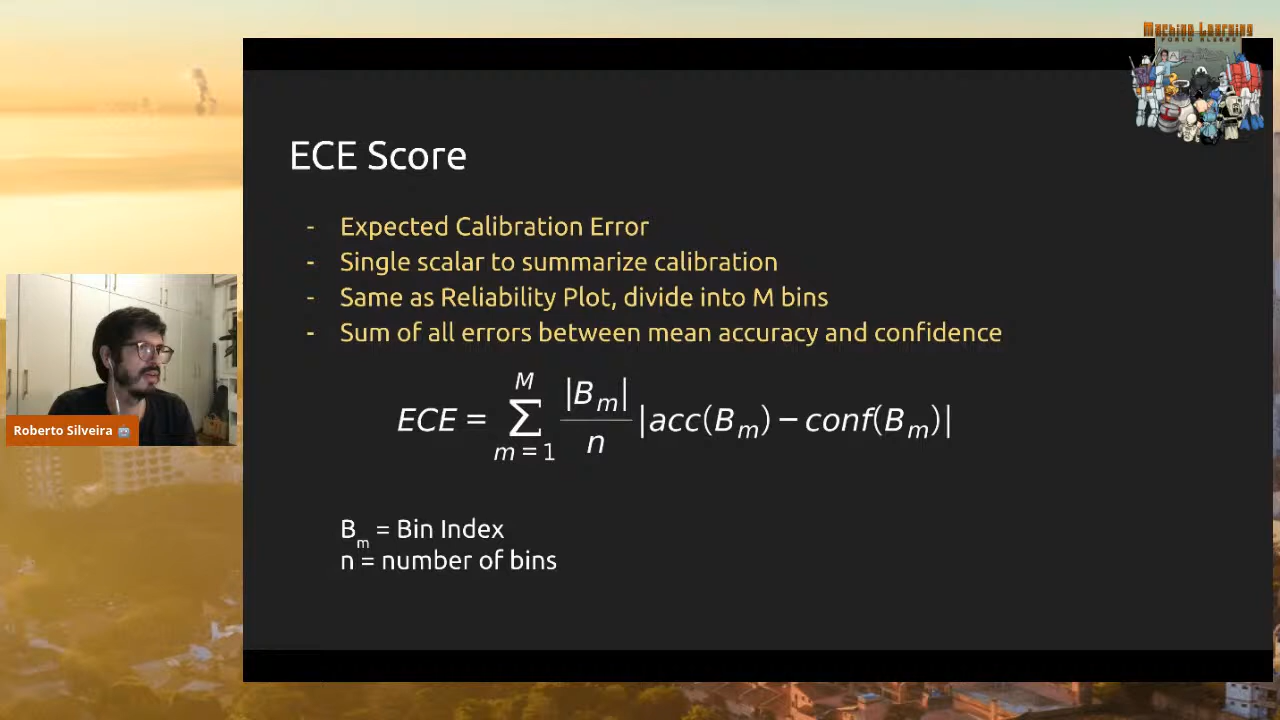 Machine Learning
PORTO ALEGRE
ECE Score
- Expected Calibration Error
- Single scalar to summarize calibration
- Same as Reliability Plot, divide into M bins
- Sum of all errors between mean accuracy and confidence
ECE = ∑_{m = 1}^{M} |B_m|/n |acc(B_m) − conf(B_m)|
Roberto Silveira 🤖
B_m = Bin Index
n = number of bins